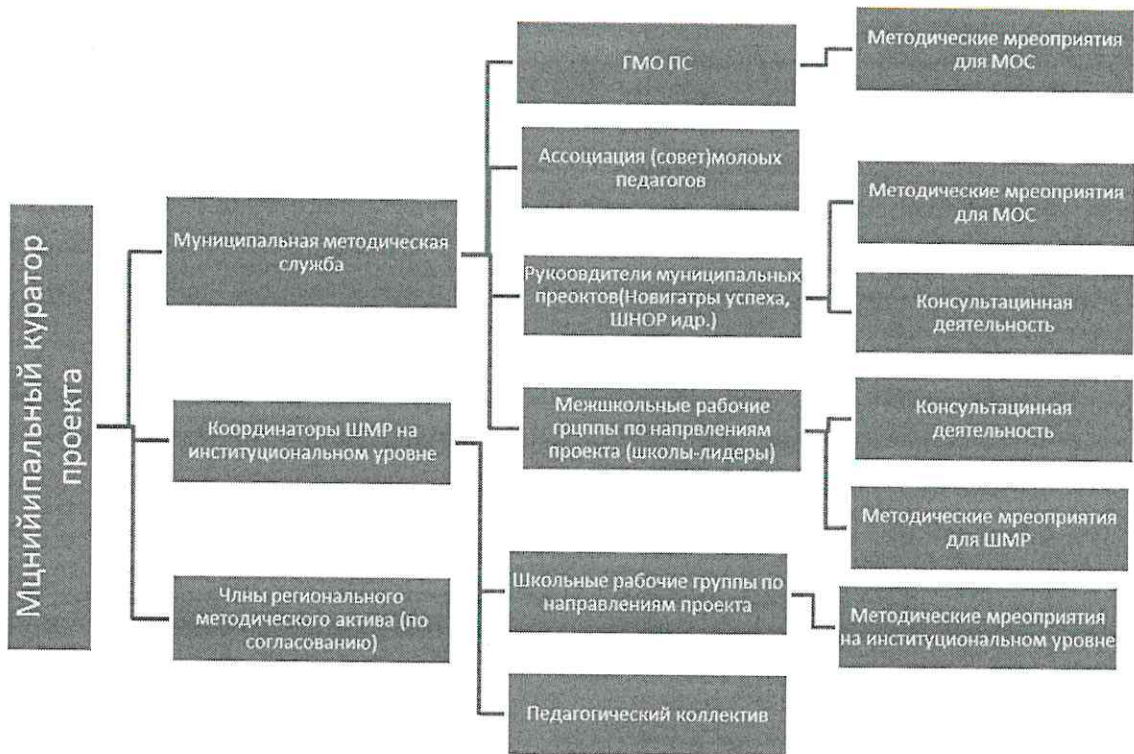 Мцнийипальный куратор
проекта
Муниципальная методическая
служба
Координаторы ШМР на
институциональном уровне
Члны регионального
методического актива (по
согласованию)
ГМО ПС
Ассоциация (совет)молоых
педагогов
Рукоовдители муниципальных
преоктов(Новигатры успеха,
ШНОР идр.)
Межшкольные рабочие
грцппы по напрвлениям
проекта (школы-лидеры)
Школьные рабочие группы по
направлениям проекта
Педагогический коллектив
Методические мреоприятия
для МОС
Методические мреоприятия
для МОС
Консультацинная
деятельность
Консультацинная
деятельность
Методические мреоприятия
для ШМР
Методические мреоприятия
на институциональном уровне